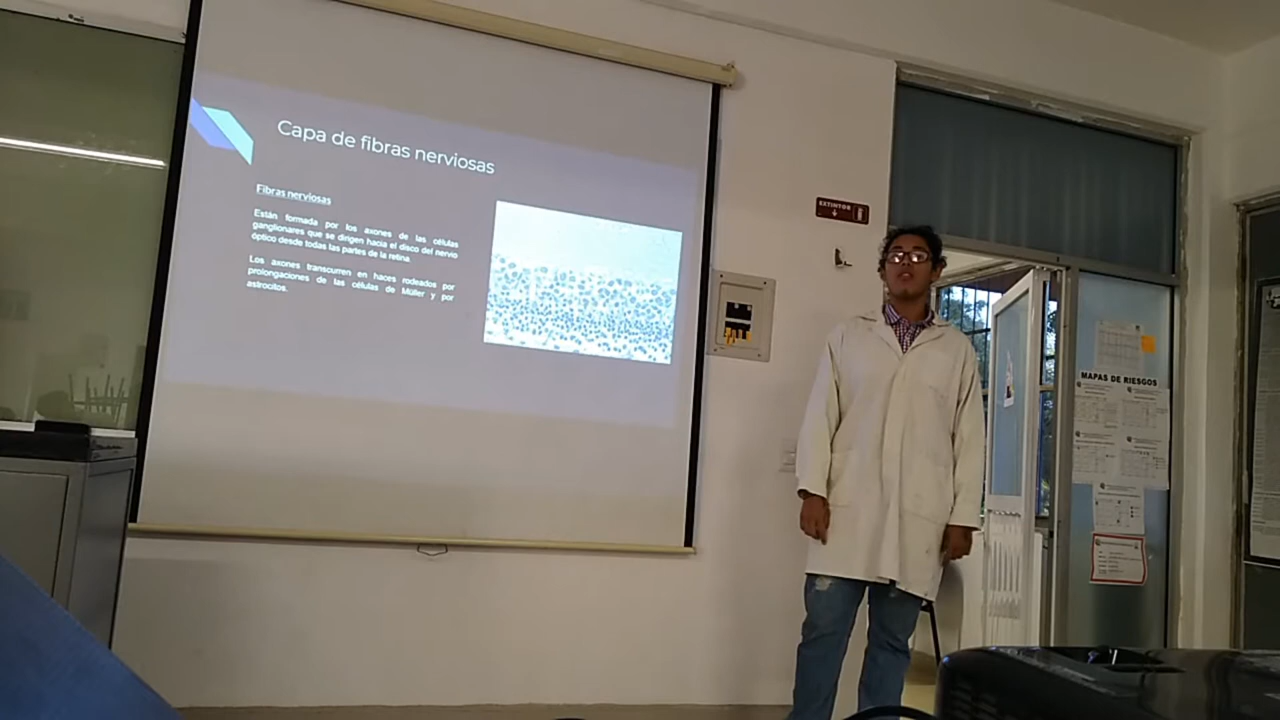 Capa de fibras nerviosas
Fibras nerviosas
Están formada por los axones de las células
ganglionares que se dirigen hacia el disco del nervio
óptico desde todas las partes de la retina.
Los axones transcurren en haces rodeados por
prolongaciones de las células de Müller y por
astrocitos.
EXTINTOR
MAPAS DE RIESGOS